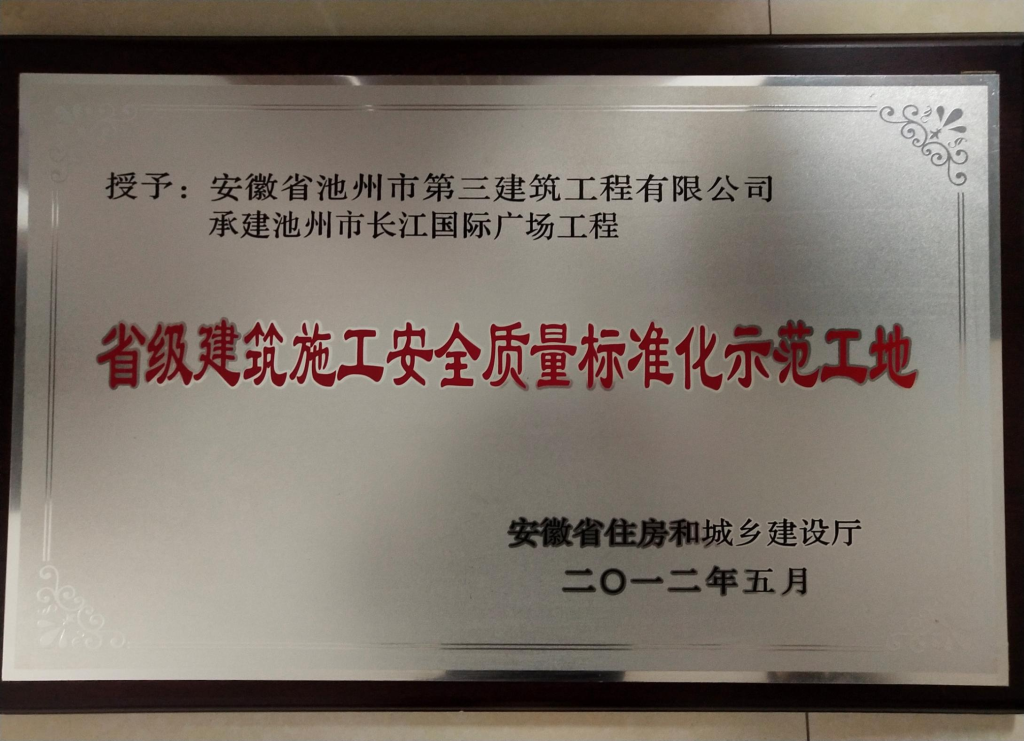 授予：安徽省池州市第三建筑工程有限公司
承建池州市长江国际广场工程
省级建筑施工安全质量标准化示范工地
安徽省住房和城乡建设厅
二〇一二年五月